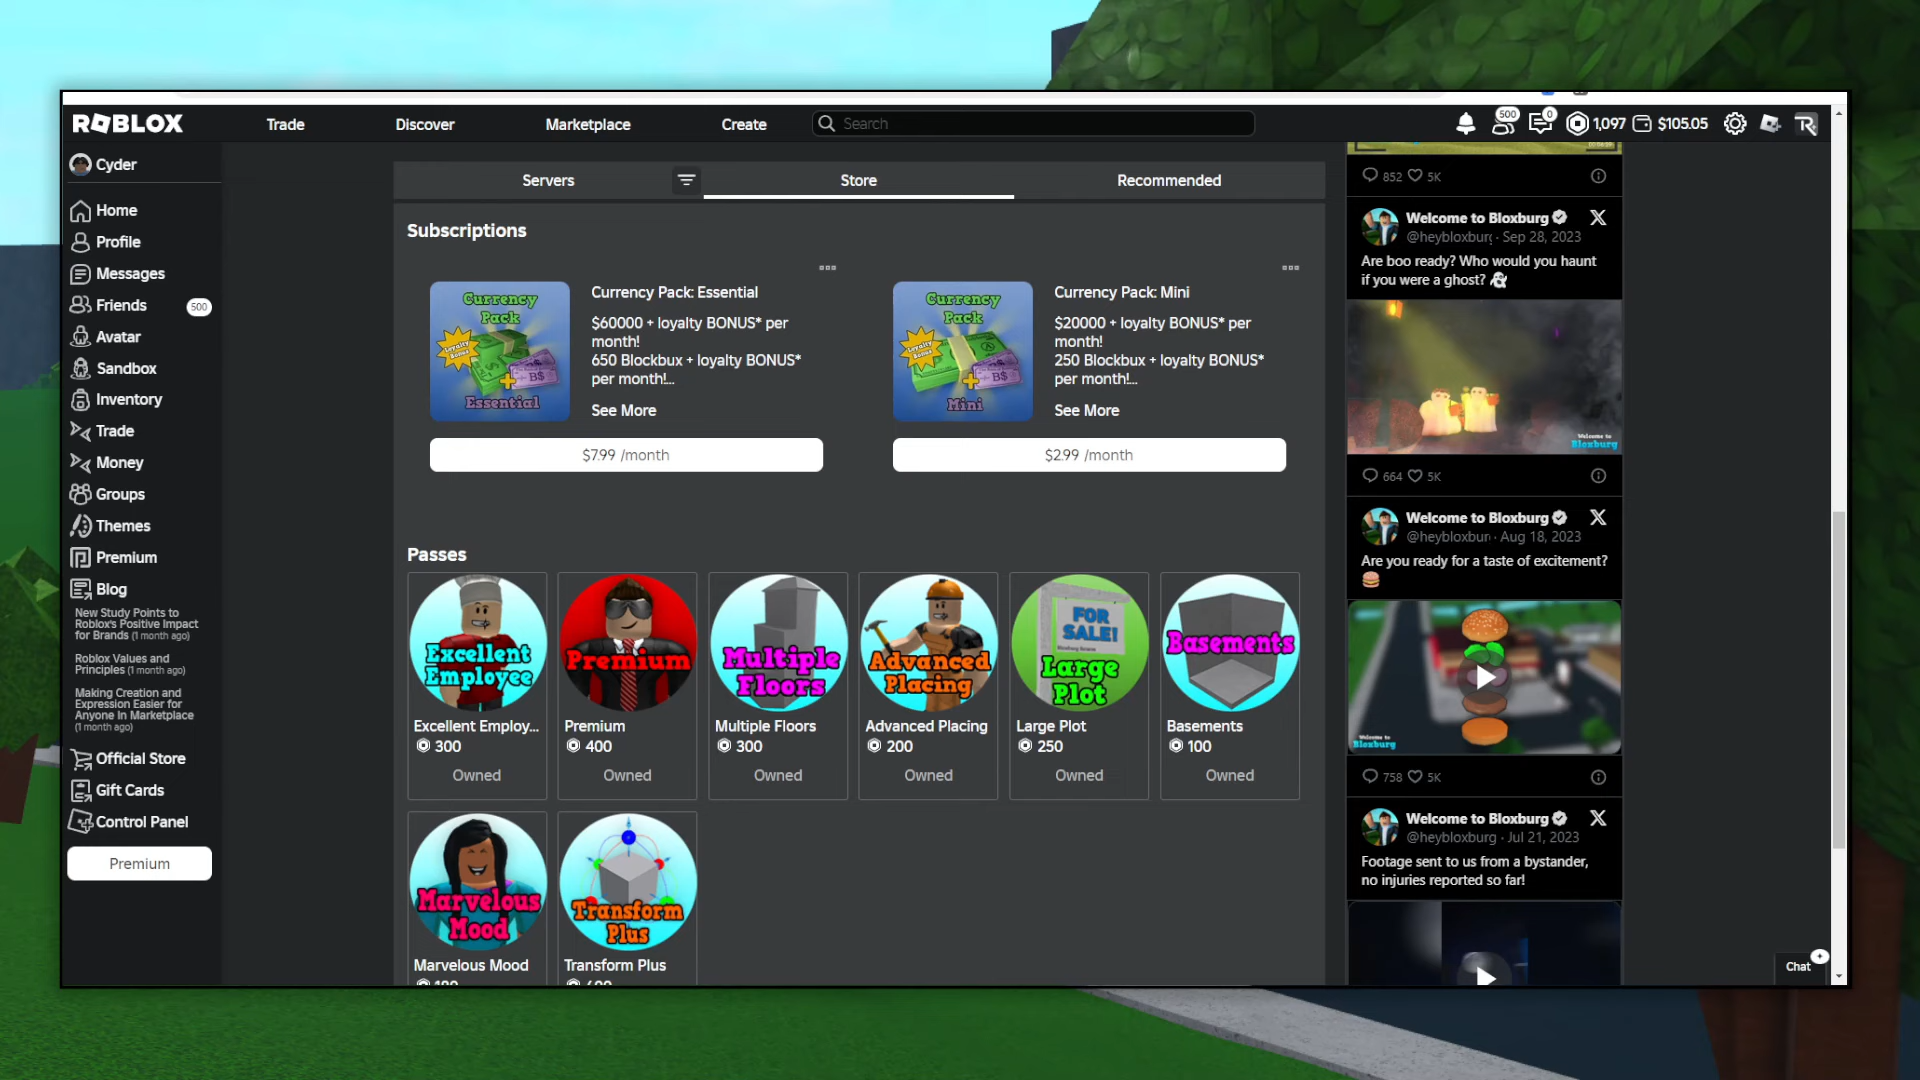 ROBLOX
Trade
Discover
Marketplace
Create
Search
500
0
1,097
$105.05
Cyder
Home
Profile
Messages
Friends
500
Avatar
Sandbox
Inventory
Trade
Money
Groups
Themes
Premium
Blog
New Study Points to
Roblox's Positive Impact
for Brands (1 month ago)
Roblox Values and
Principles (1 month ago)
Making Creation and
Expression Easier for
Anyone In Marketplace
(1 month ago)
Official Store
Gift Cards
Control Panel
Premium
Servers
Store
Recommended
Subscriptions
Currency
Pack
Loyalty
Bonus
B$
Essential
Currency Pack: Essential
$60000 + loyalty BONUS* per
month!
650 Blockbux + loyalty BONUS*
per month!...
See More
$7.99 /month
Currency
Pack
Loyalty
Bonus
B$
Mini
Currency Pack: Mini
$20000 + loyalty BONUS* per
month!
250 Blockbux + loyalty BONUS*
per month!...
See More
$2.99 /month
Passes
Excellent
Employee
Excellent Employ...
300
Owned
Premium
Premium
400
Owned
Multiple
Floors
Multiple Floors
300
Owned
Advanced
Placing
Advanced Placing
200
Owned
FOR
SALE!
Large
Plot
Large Plot
250
Owned
Basements
Basements
100
Owned
Marvelous
Mood
Marvelous Mood
Transform
Plus
Transform Plus
852 5K
Welcome to Bloxburg
@heybloxburg · Sep 28, 2023
Are boo ready? Who would you haunt
if you were a ghost?
Welcome to
Bloxburg
664 5K
Welcome to Bloxburg
@heybloxbur · Aug 18, 2023
Are you ready for a taste of excitement?
Welcome to
Bloxburg
758 5K
Welcome to Bloxburg
@heybloxburg · Jul 21, 2023
Footage sent to us from a bystander,
no injuries reported so far!
Chat